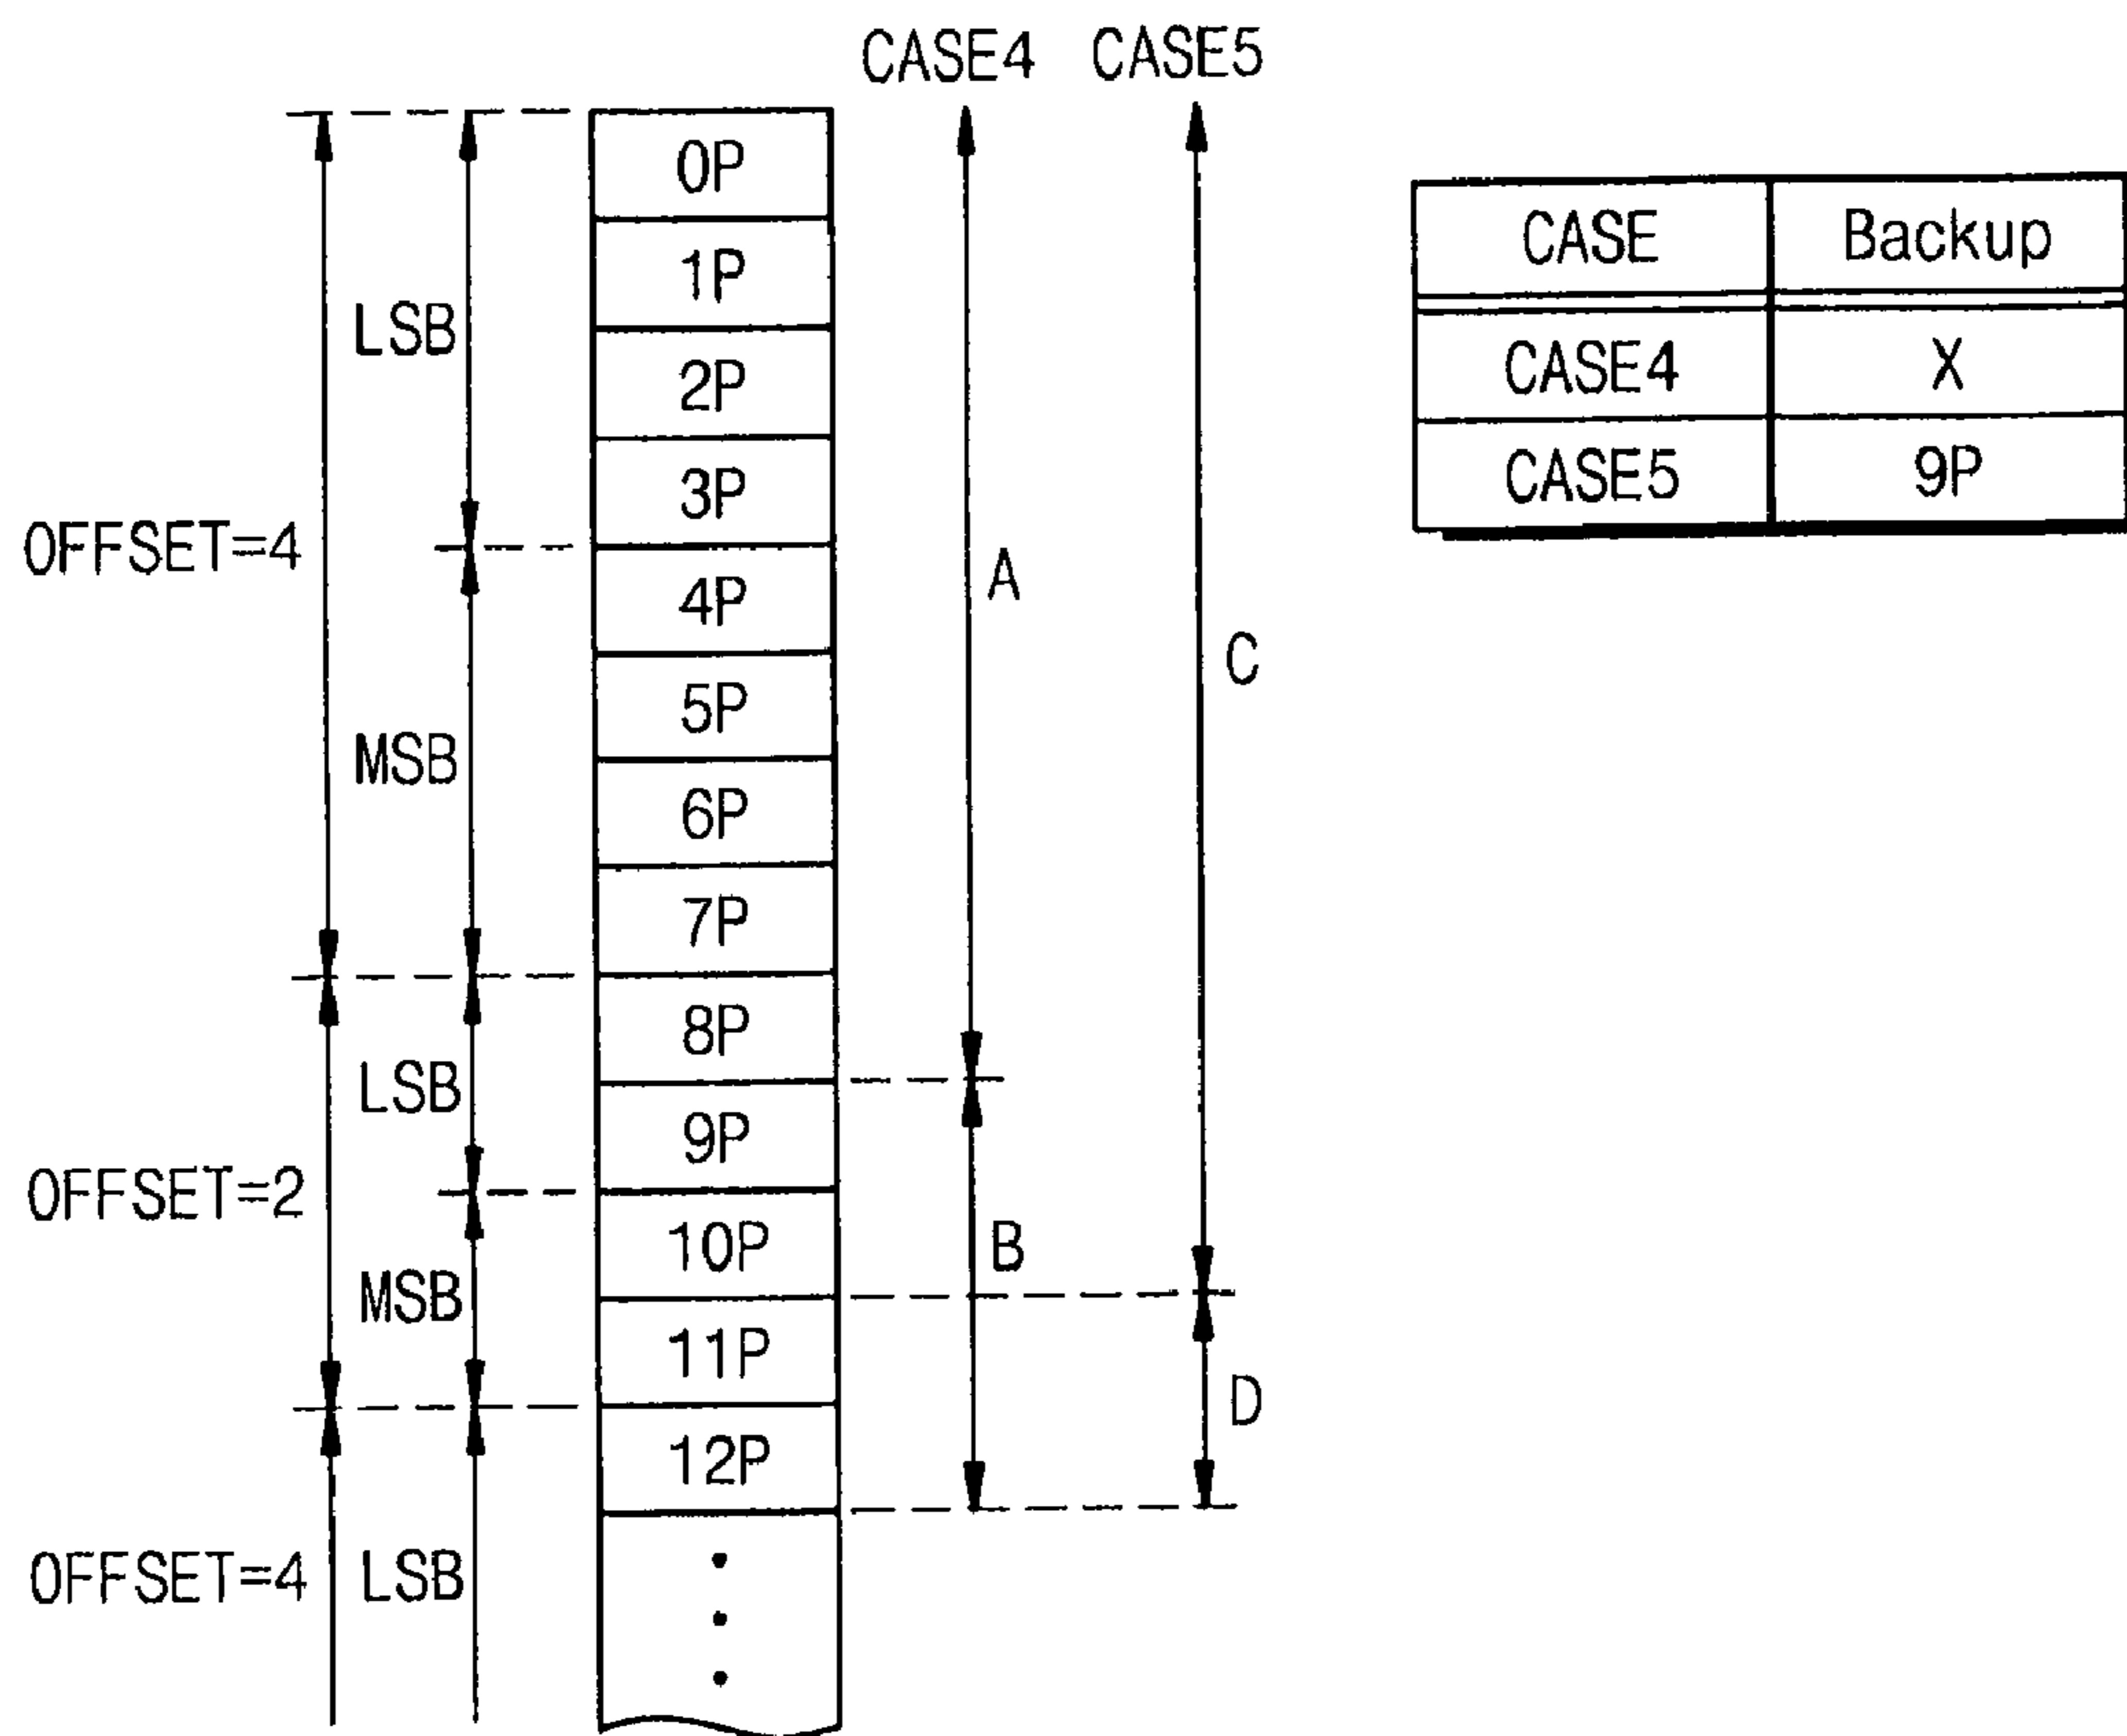 CASE4 CASE5
0P
1P
2P
3P
4P
5P
6P
7P
8P
9P
10P
11P
12P
OFFSET=4
LSB
MSB
OFFSET=2
LSB
MSB
OFFSET=4
LSB
A
B
C
D
CASE Backup
CASE4 X
CASE5 9P